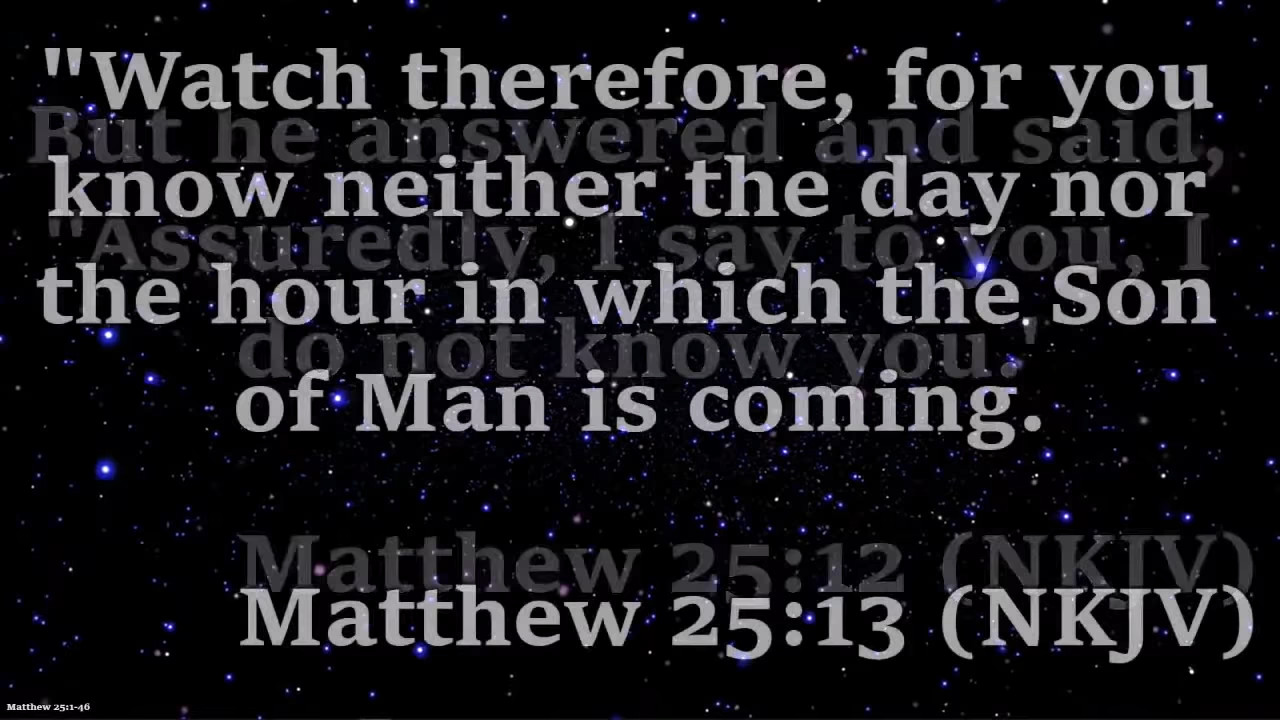 "Watch therefore, for you
know neither the day nor
the hour in which the Son
of Man is coming.
Matthew 25:13 (NKJV)
But he answered and said,
"Assuredly, I say to you, I
do not know you.'
Matthew 25:12 (NKJV)
Matthew 25:1-46